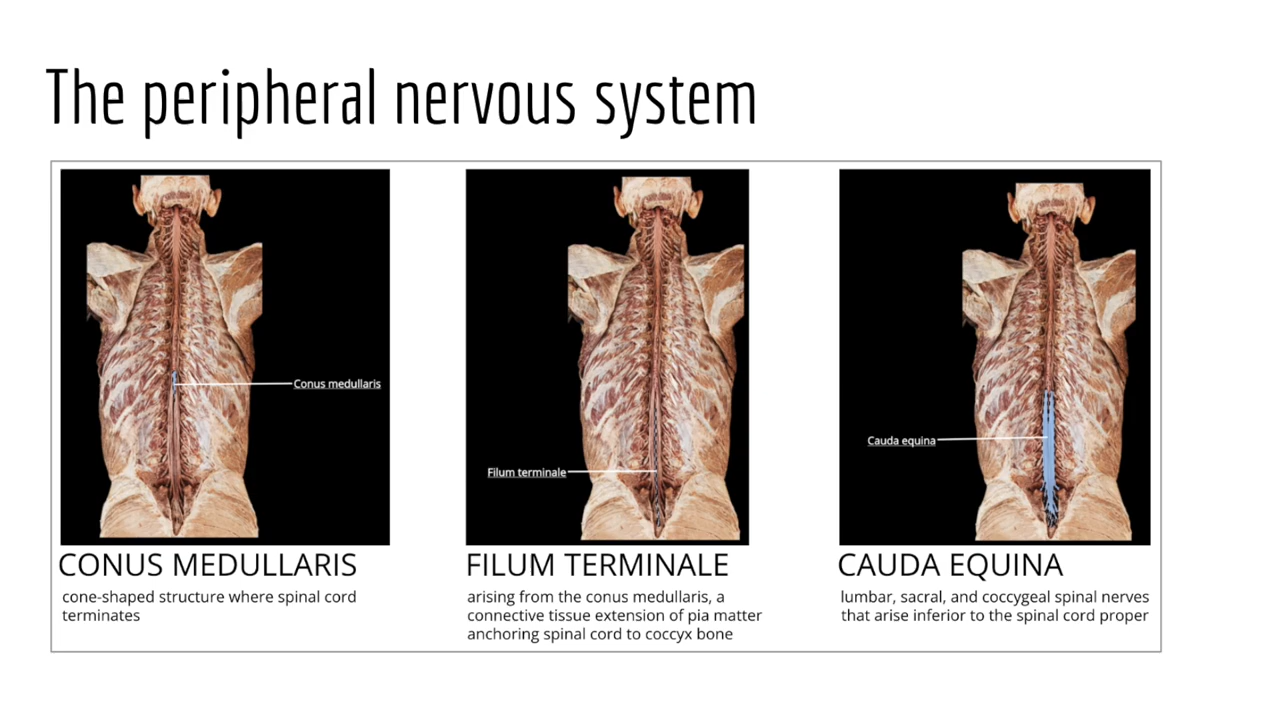 The peripheral nervous system
Conus medullaris
Filum terminale
Cauda equina
CONUS MEDULLARIS
cone-shaped structure where spinal cord
terminates
FILUM TERMINALE
arising from the conus medullaris, a
connective tissue extension of pia matter
anchoring spinal cord to coccyx bone
CAUDA EQUINA
lumbar, sacral, and coccygeal spinal nerves
that arise inferior to the spinal cord proper